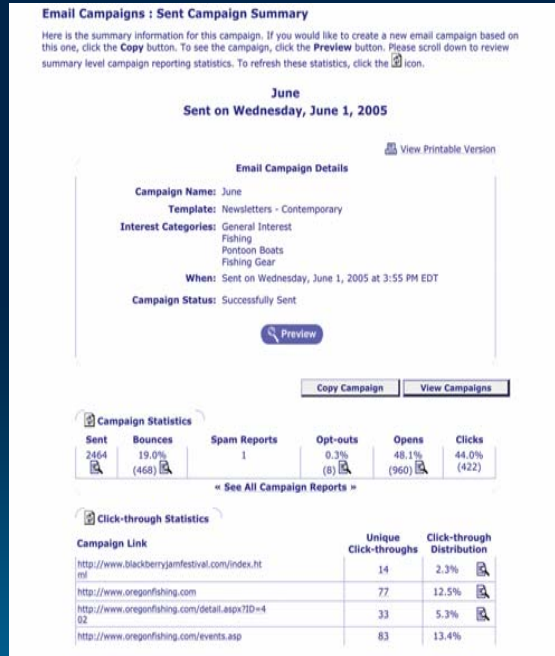 Email Campaigns : Sent Campaign Summary
Here is the summary information for this campaign. If you would like to create a new email campaign based on
this one, click the Copy button. To see the campaign, click the Preview button. Please scroll down to review
summary level campaign reporting statistics. To refresh these statistics, click the icon.
June
Sent on Wednesday, June 1, 2005
View Printable Version
Email Campaign Details
Campaign Name: June
Template: Newsletters - Contemporary
Interest Categories: General Interest
Fishing
Pontoon Boats
Fishing Gear
When: Sent on Wednesday, June 1, 2005 at 3:55 PM EDT
Campaign Status: Successfully Sent
Preview
Copy Campaign View Campaigns
Campaign Statistics
Sent Bounces Spam Reports Opt-outs Opens Clicks
2464 19.0% 1 0.3% 48.1% 44.0%
(468) (8) (960) (422)
« See All Campaign Reports »
Click-through Statistics
Unique Click-through
Campaign Link Click-throughs Distribution
http://www.blackberryjamfestival.com/index.ht
ml 14 2.3%
http://www.oregonfishing.com 77 12.5%
http://www.oregonfishing.com/detail.aspx?ID=4
02 33 5.3%
http://www.oregonfishing.com/events.asp 83 13.4%